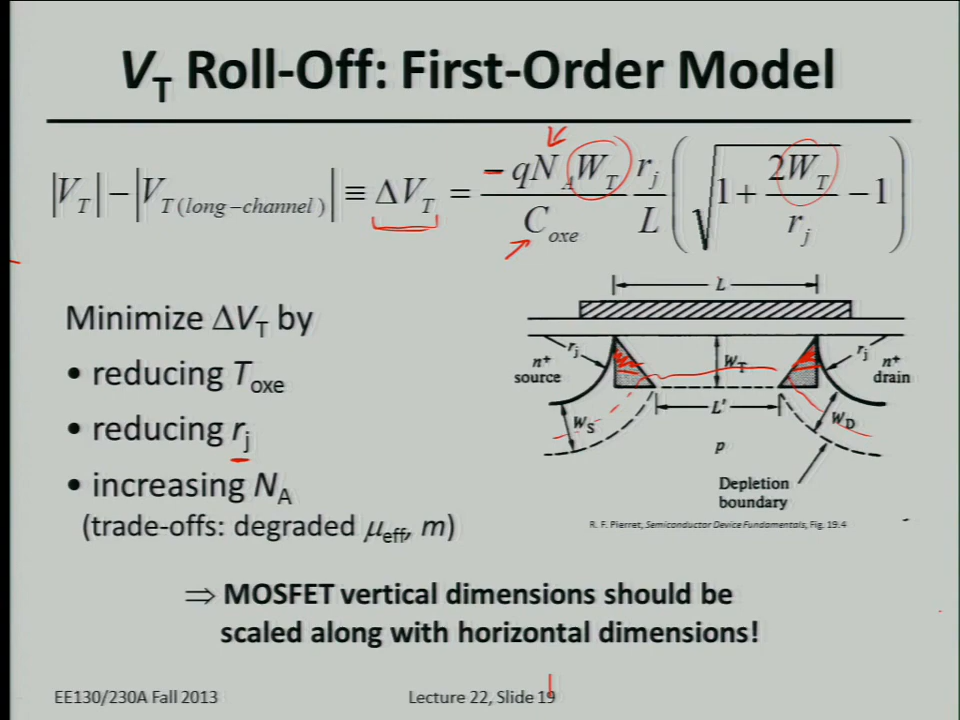 V_T Roll-Off: First-Order Model
|V_T| − |V_T(long−channel)| ≡ ΔV_T = −qN_A W_T / C_oxe r_j / L (√(1 + 2W_T / r_j) − 1)
Minimize ΔV_T by
• reducing T_oxe
• reducing r_j
• increasing N_A
(trade-offs: degraded μ_eff, m)
L
r_j
n+
source
W_T
r_j
n+
drain
W_S
L'
W_D
p
Depletion
boundary
R. F. Pierret, Semiconductor Device Fundamentals, Fig. 19.4
⇒ MOSFET vertical dimensions should be
scaled along with horizontal dimensions!
EE130/230A Fall 2013
Lecture 22, Slide 19